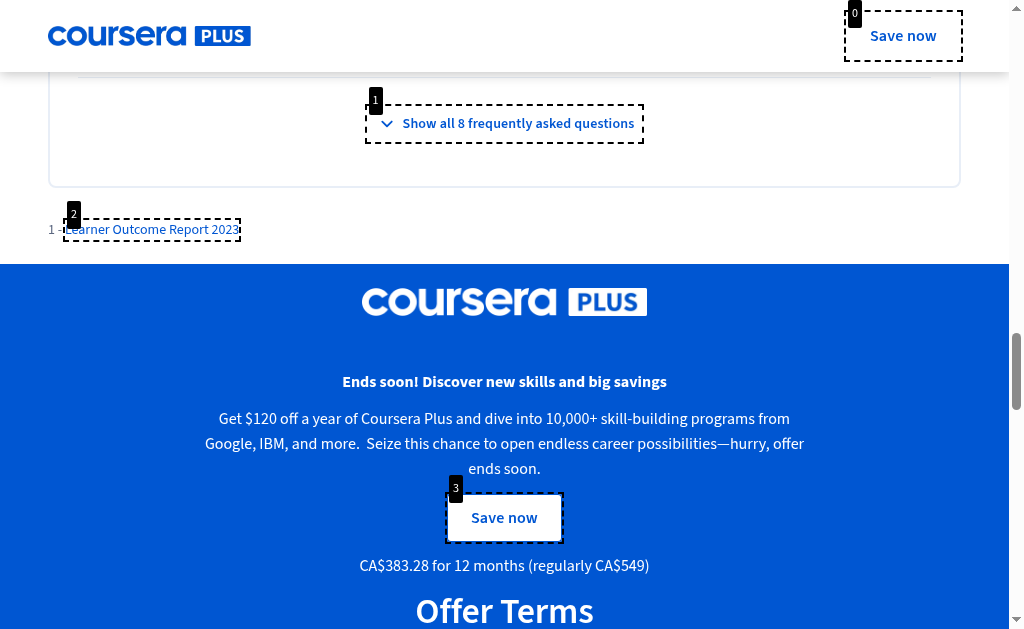 coursera PLUS
0
Save now
1
Show all 8 frequently asked questions
2
1 - Learner Outcome Report 2023
coursera PLUS
Ends soon! Discover new skills and big savings
Get $120 off a year of Coursera Plus and dive into 10,000+ skill-building programs from
Google, IBM, and more. Seize this chance to open endless career possibilities—hurry, offer
ends soon.
3
Save now
CA$383.28 for 12 months (regularly CA$549)
Offer Terms